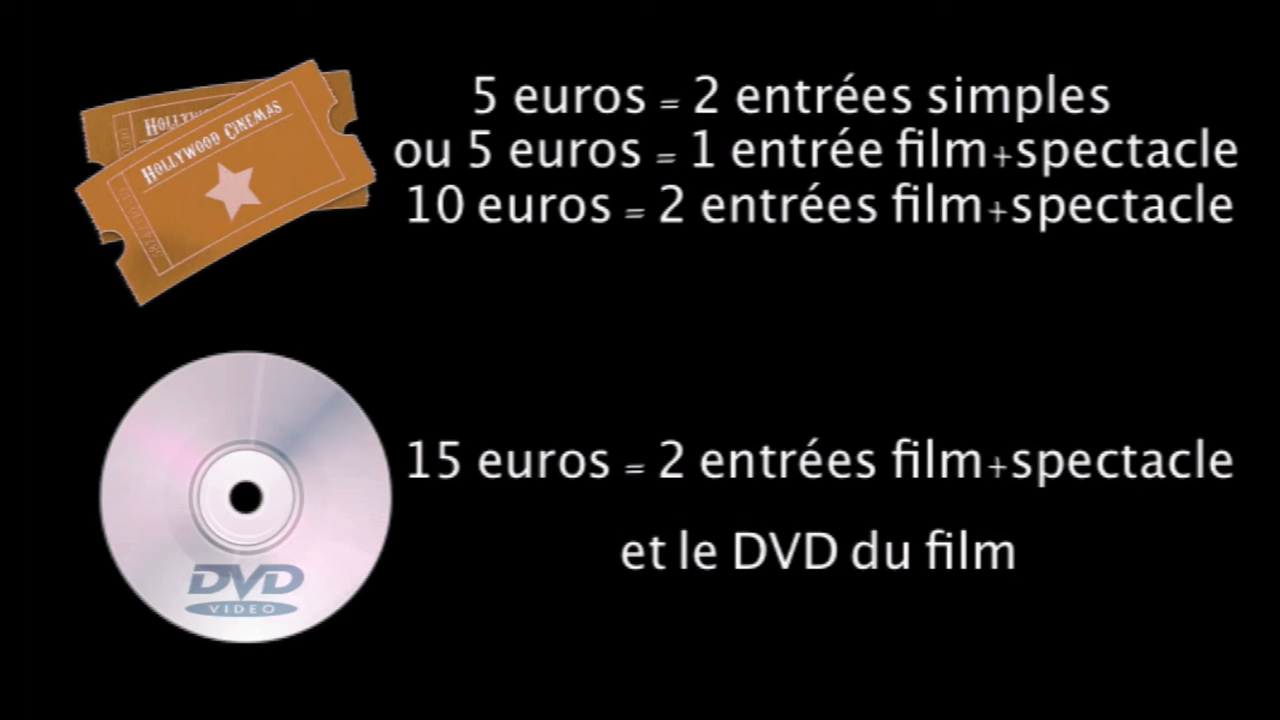 HOLLYW
HOLLYWOOD CINEMAS
5 euros = 2 entrées simples
ou 5 euros = 1 entrée film+spectacle
10 euros = 2 entrées film+spectacle
15 euros = 2 entrées film+spectacle
et le DVD du film
DVD
VIDEO